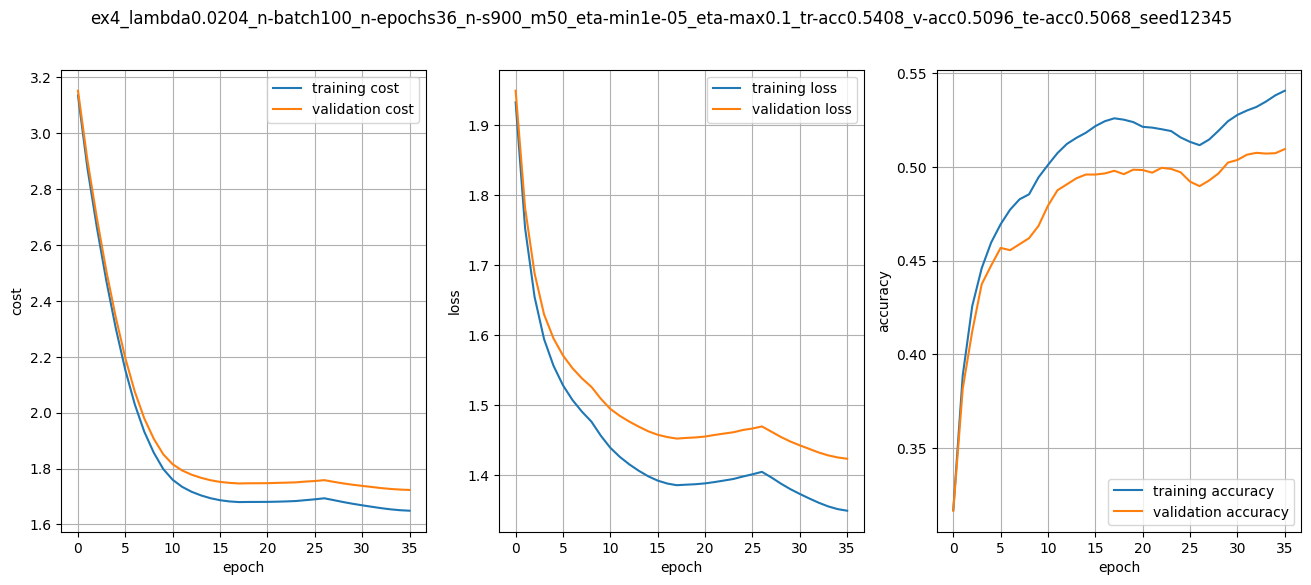 ex4_lambda0.0204_n-batch100_n-epochs36_n-s900_m50_eta-min1e-05_eta-max0.1_tr-acc0.5408_v-acc0.5096_te-acc0.5068_seed12345
cost
3.2
3.0
2.8
2.6
2.4
2.2
2.0
1.8
1.6
training cost
validation cost
0 5 10 15 20 25 30 35
epoch
loss
1.9
1.8
1.7
1.6
1.5
1.4
training loss
validation loss
0 5 10 15 20 25 30 35
epoch
accuracy
0.55
0.50
0.45
0.40
0.35
training accuracy
validation accuracy
0 5 10 15 20 25 30 35
epoch